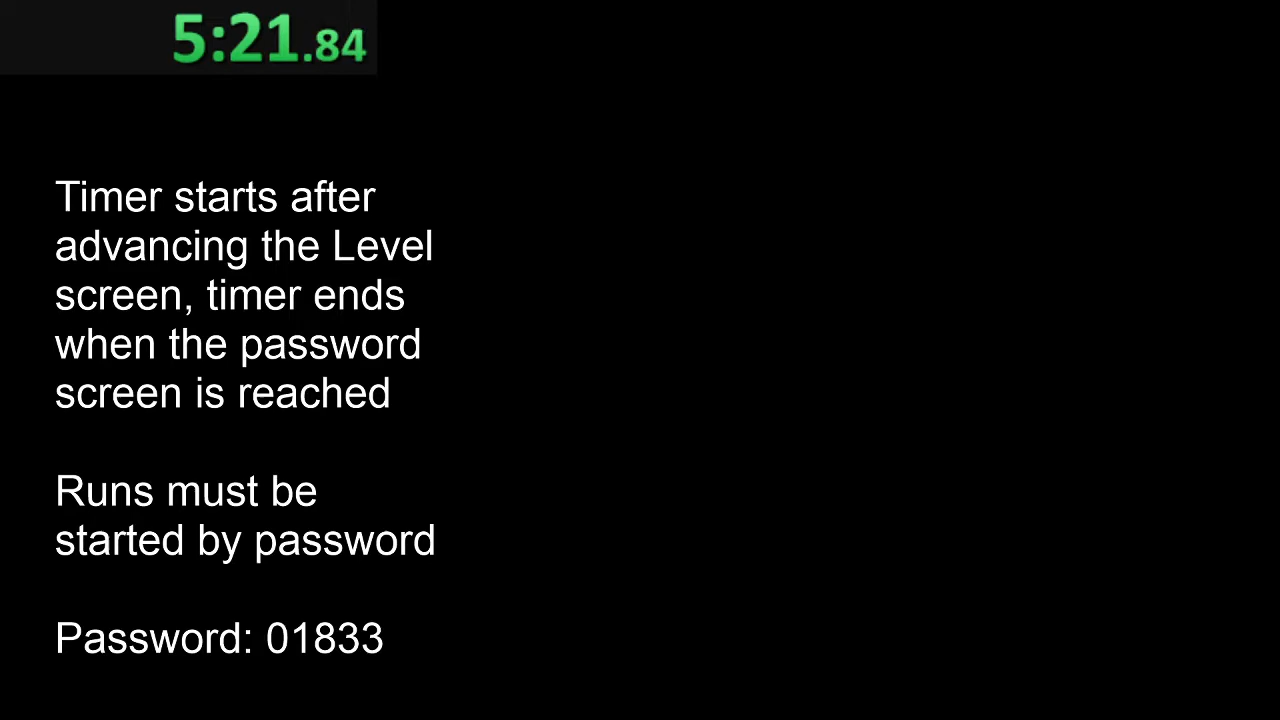 5:21.84
Timer starts after
advancing the Level
screen, timer ends
when the password
screen is reached
Runs must be
started by password
Password: 01833